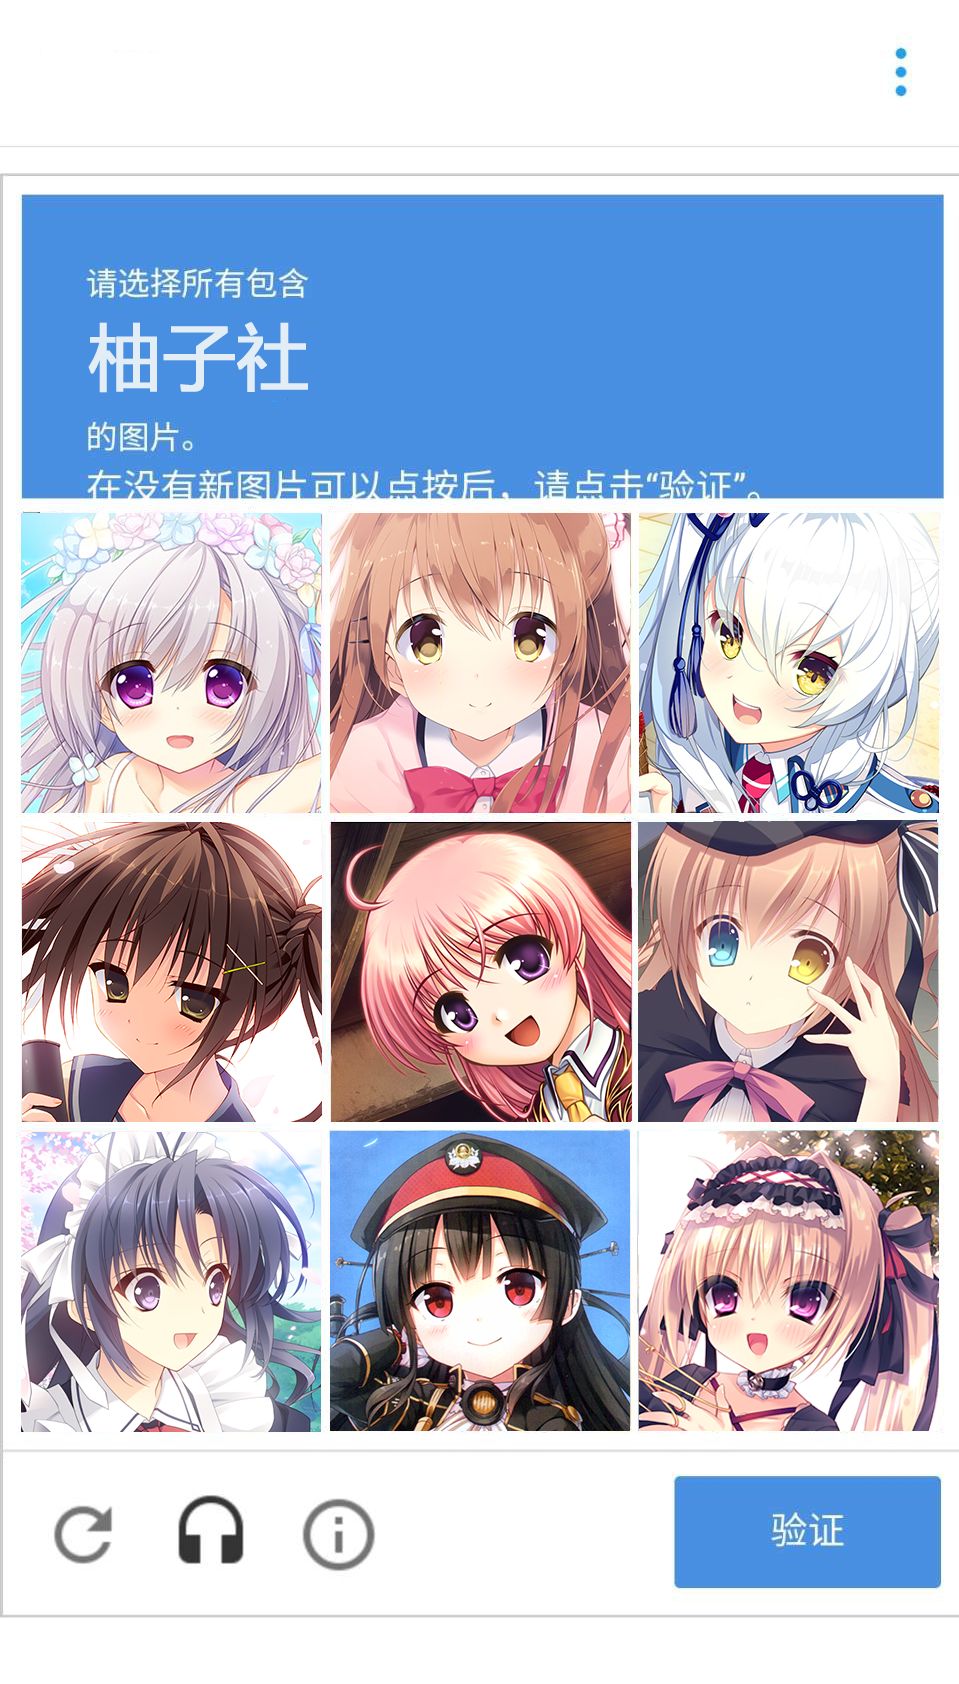 请选择所有包含
柚子社
的图片。
在没有新图片可以点按后，请点击“验证”。
验证